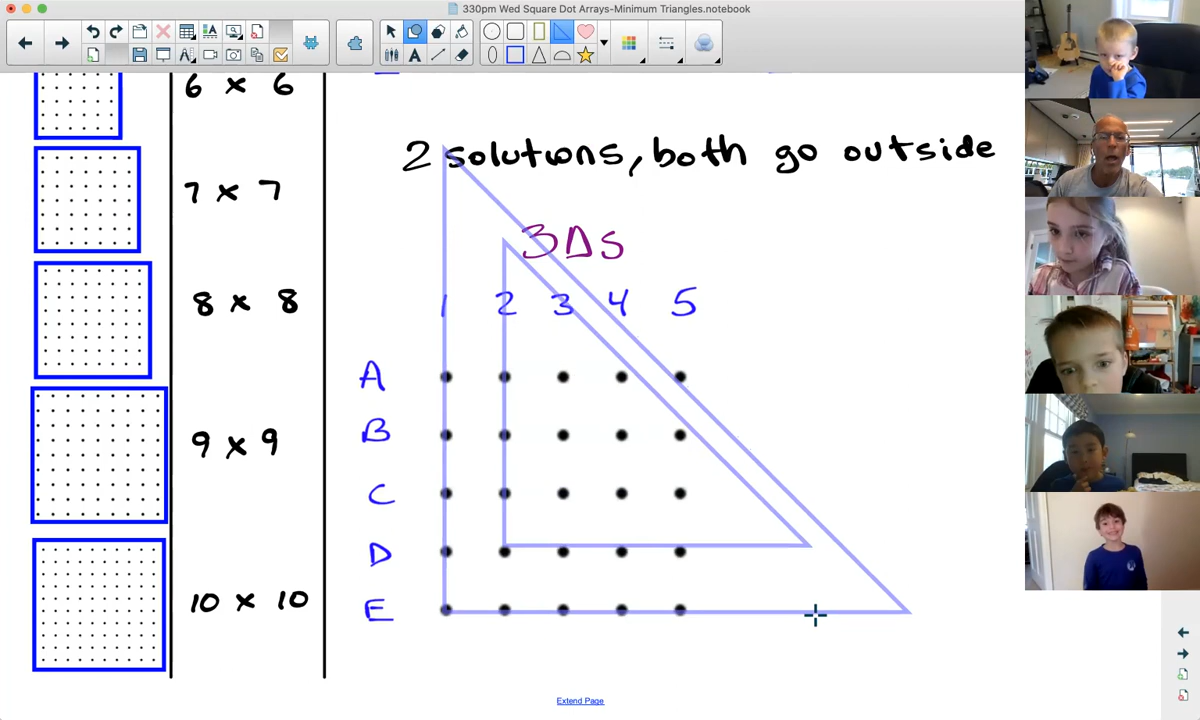 330pm Wed Square Dot Arrays-Minimum Triangles.notebook
6 x 6
7 x 7
8 x 8
9 x 9
10 x 10
2 solutions, both go outside
3 Δ S
1 2 3 4 5
A
B
C
D
E
Extend Page